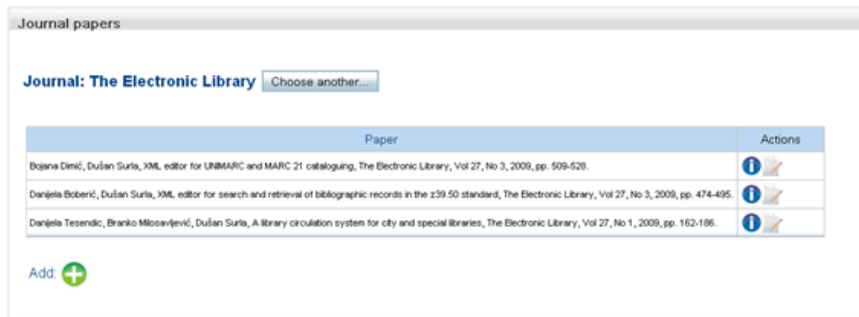 Journal papers
Journal: The Electronic Library Choose another...
Paper Actions
Bojana Dimić, Dušan Surla, XML editor for UNIMARC and MARC 21 cataloguing, The Electronic Library, Vol 27, No 3, 2009, pp. 509-528.
Danijela Boberić, Dušan Surla, XML editor for search and retrieval of bibliographic records in the z39.50 standard, The Electronic Library, Vol 27, No 3, 2009, pp. 474-495.
Danijela Tesendic, Branko Milosavljević, Dušan Surla, A library circulation system for city and special libraries, The Electronic Library, Vol 27, No 1, 2009, pp. 162-186.
Add: